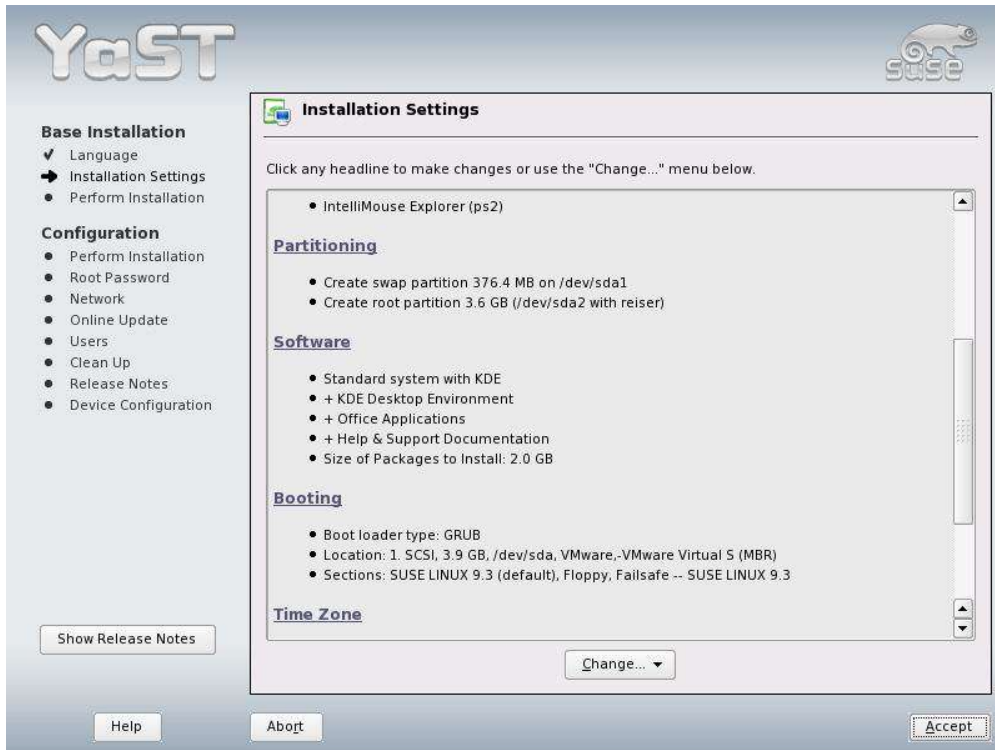 YaST
SUSE
Base Installation
Language
Installation Settings
Perform Installation
Configuration
Perform Installation
Root Password
Network
Online Update
Users
Clean Up
Release Notes
Device Configuration
Show Release Notes
Installation Settings
Click any headline to make changes or use the "Change..." menu below.
IntelliMouse Explorer (ps2)
Partitioning
Create swap partition 376.4 MB on /dev/sda1
Create root partition 3.6 GB (/dev/sda2 with reiser)
Software
Standard system with KDE
+ KDE Desktop Environment
+ Office Applications
+ Help & Support Documentation
Size of Packages to Install: 2.0 GB
Booting
Boot loader type: GRUB
Location: 1. SCSI, 3.9 GB, /dev/sda, VMware,-VMware Virtual S (MBR)
Sections: SUSE LINUX 9.3 (default), Floppy, Failsafe -- SUSE LINUX 9.3
Time Zone
Change...
Help
Abort
Accept